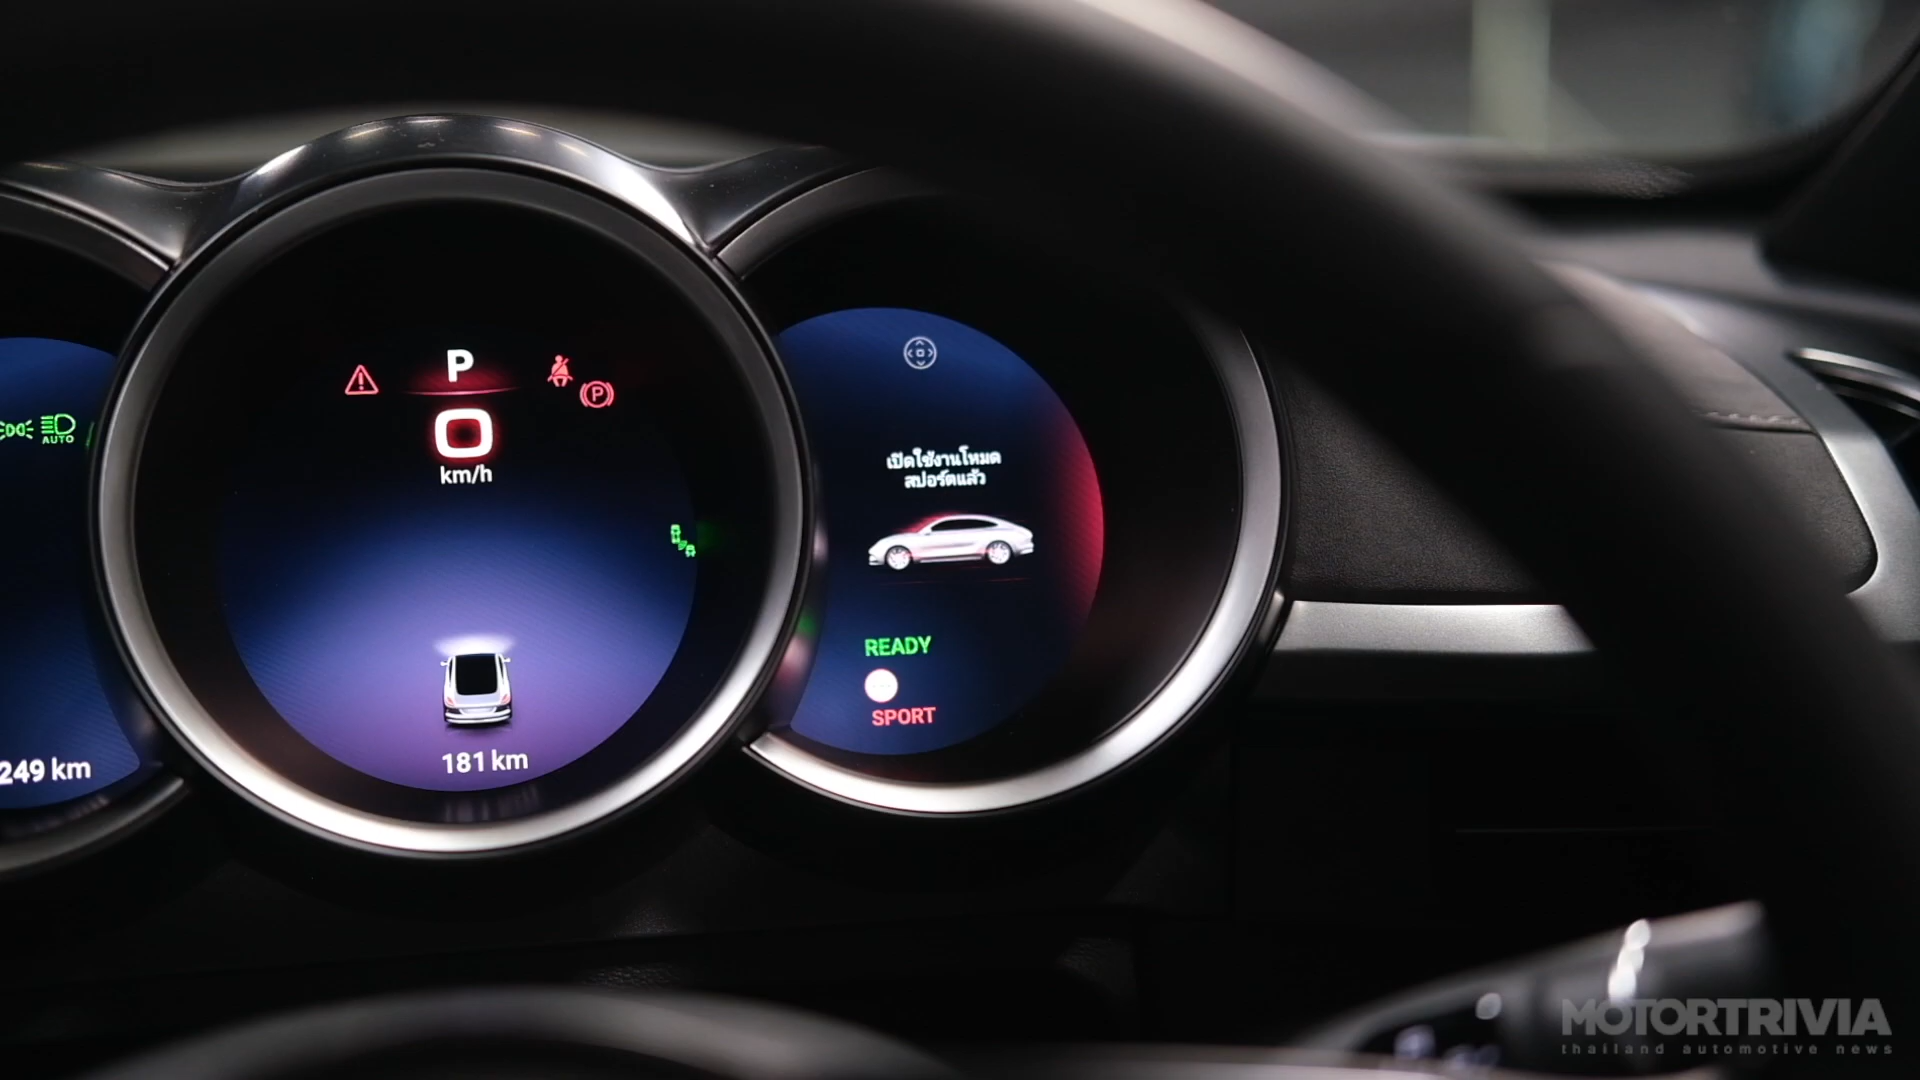 AUTO
249 km
P
P
0
km/h
181 km
เปิดใช้งานโหมด
สปอร์ตแล้ว
READY
SPORT
MOTORTRIVIA
thailand automotive news